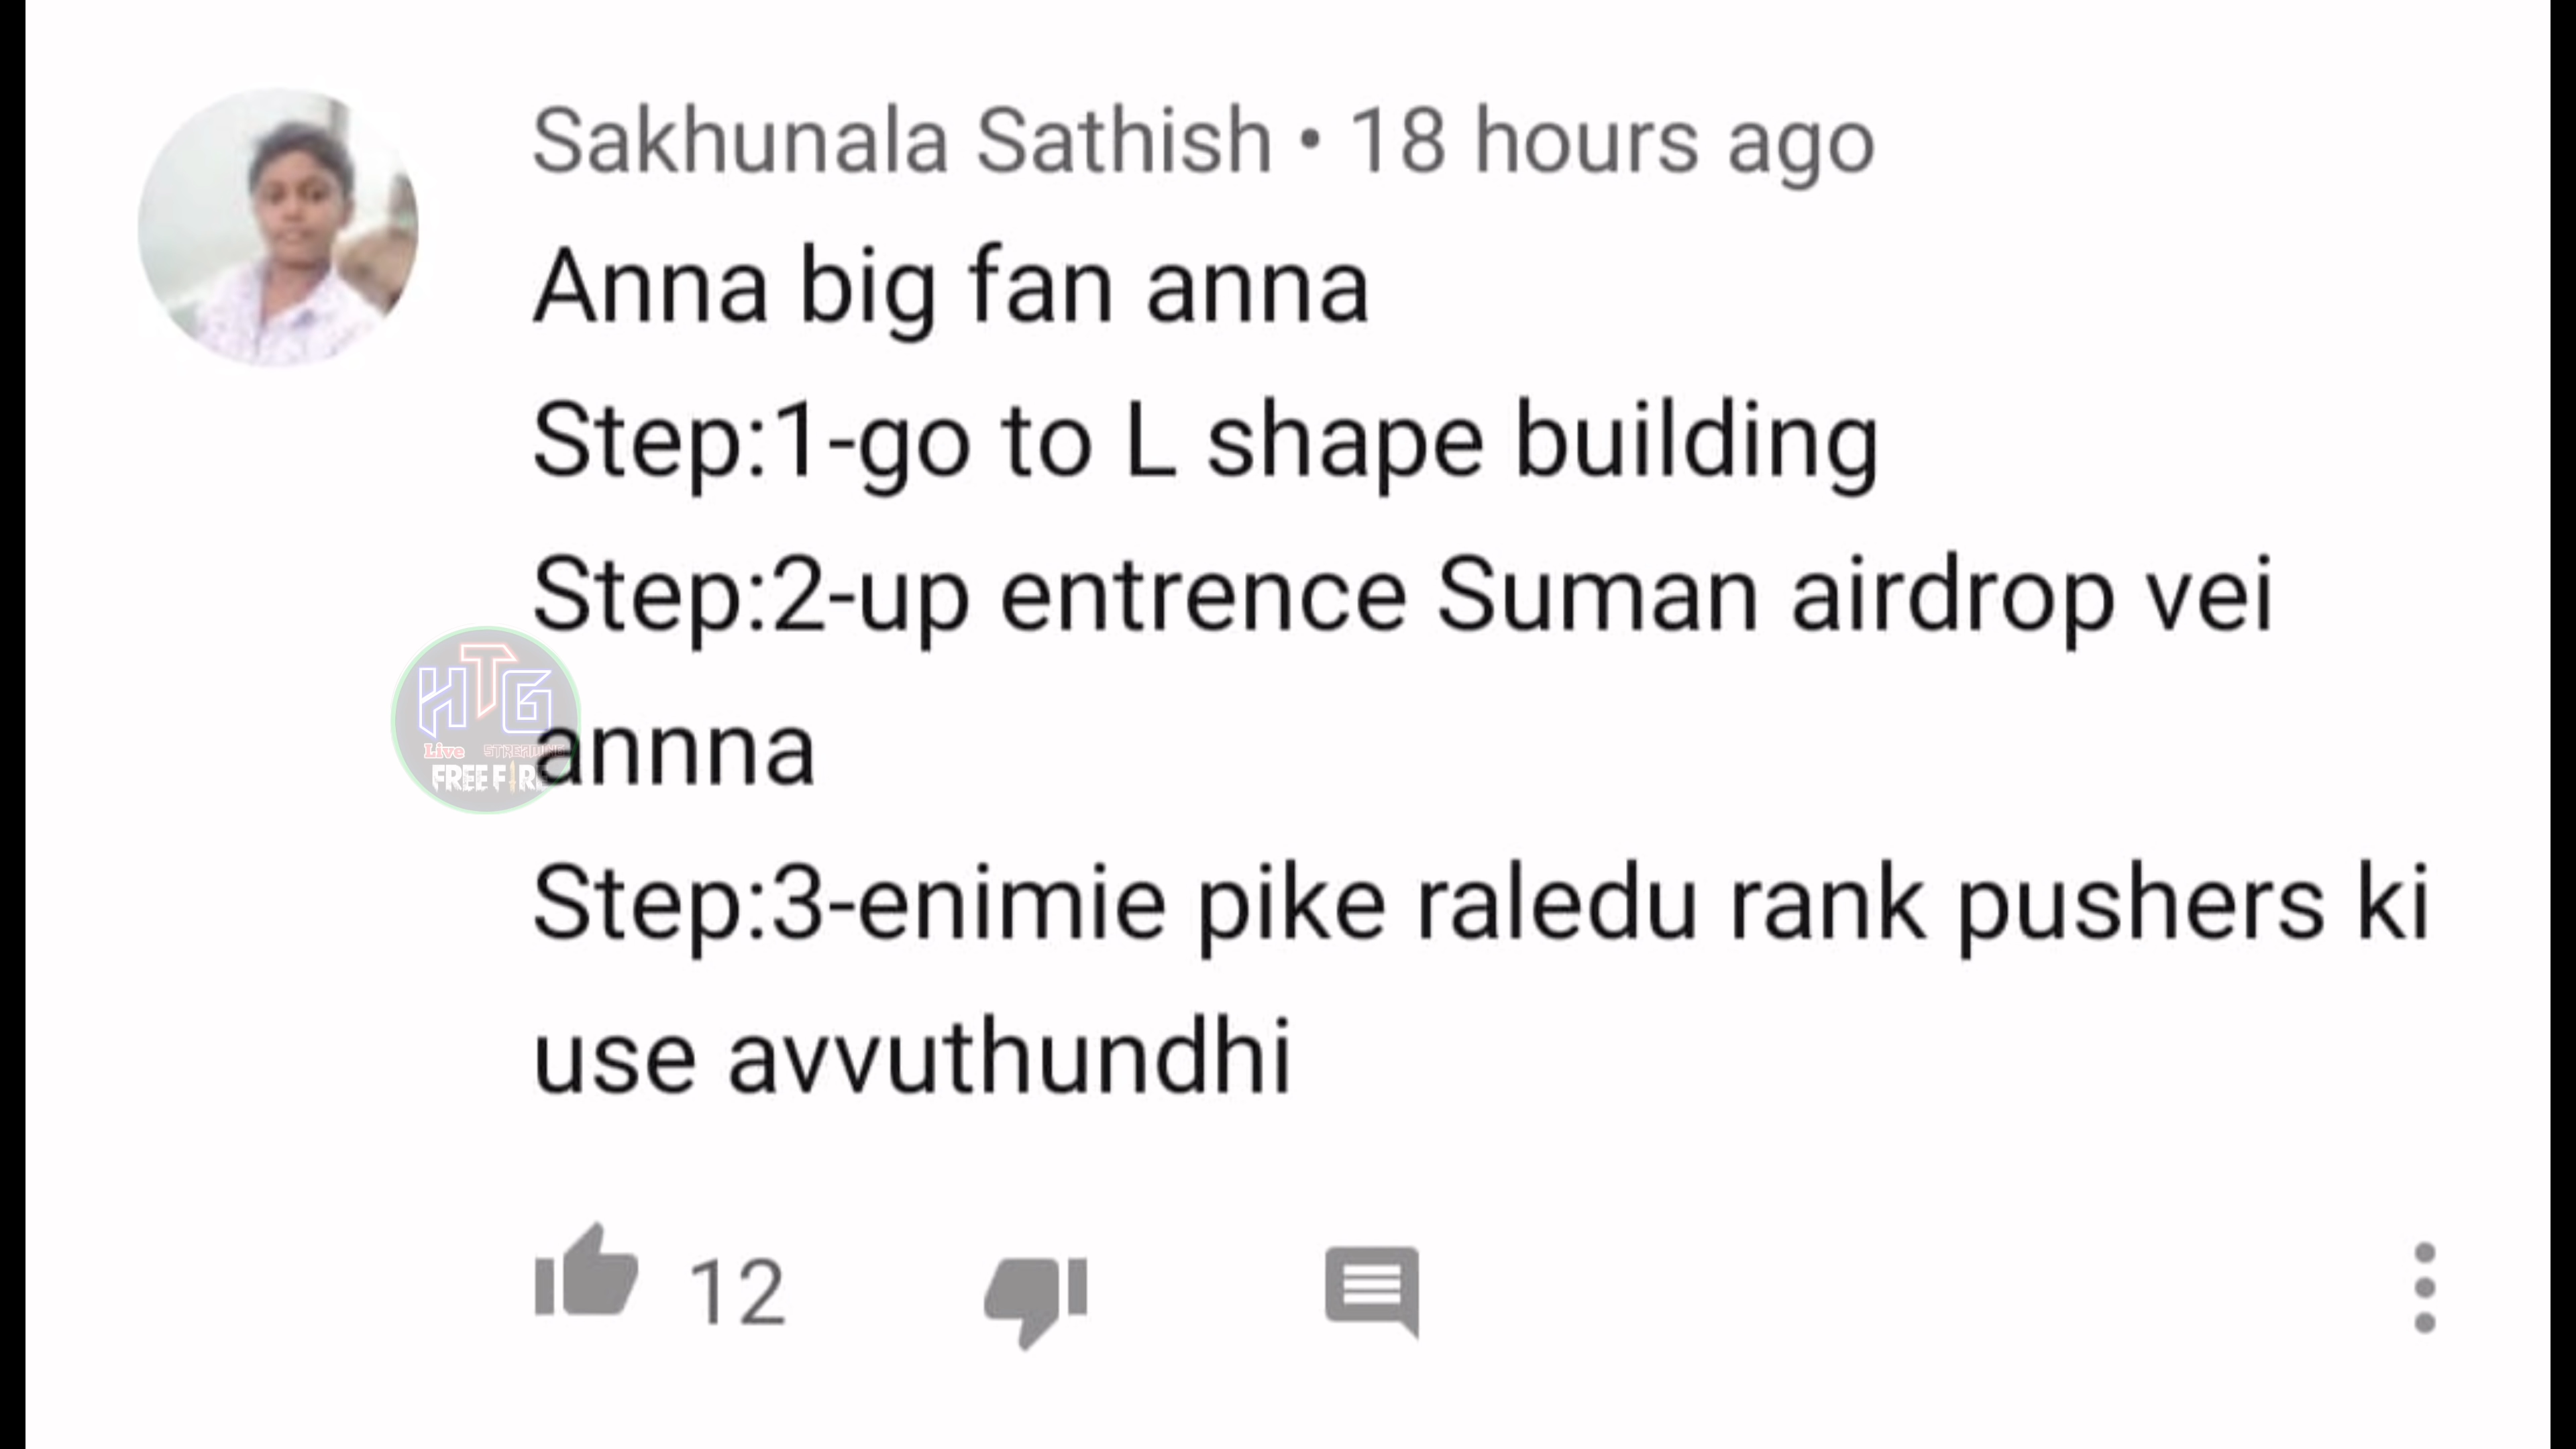 Sakhunala Sathish • 18 hours ago
Anna big fan anna
Step:1-go to L shape building
Step:2-up entrence Suman airdrop vei
annna
Step:3-enimie pike raledu rank pushers ki
use avvuthundhi
12
HTG
Live STREAMING
FREE FIRE